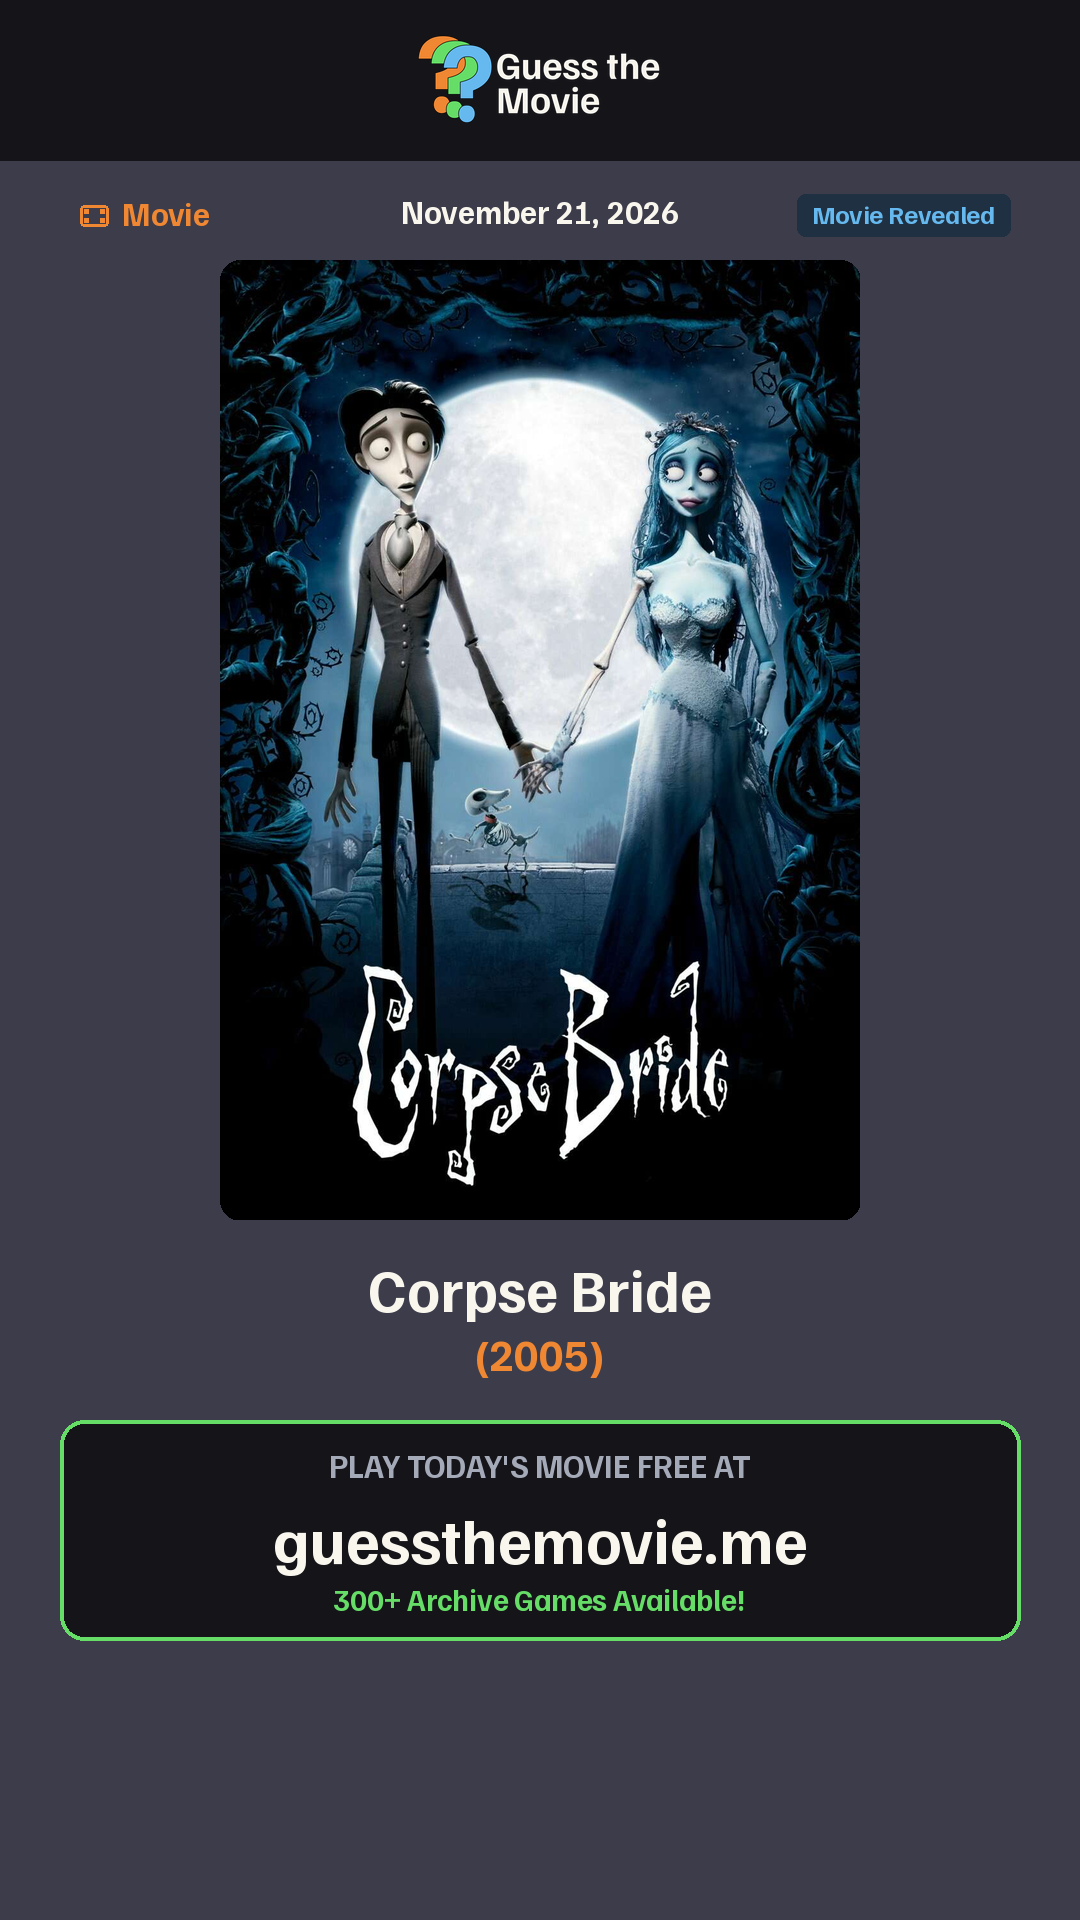 Guess the
Movie
Movie
November 21, 2026
Movie Revealed
Corpse Bride
Corpse Bride
(2005)
PLAY TODAY'S MOVIE FREE AT
guessthemovie.me
300+ Archive Games Available!